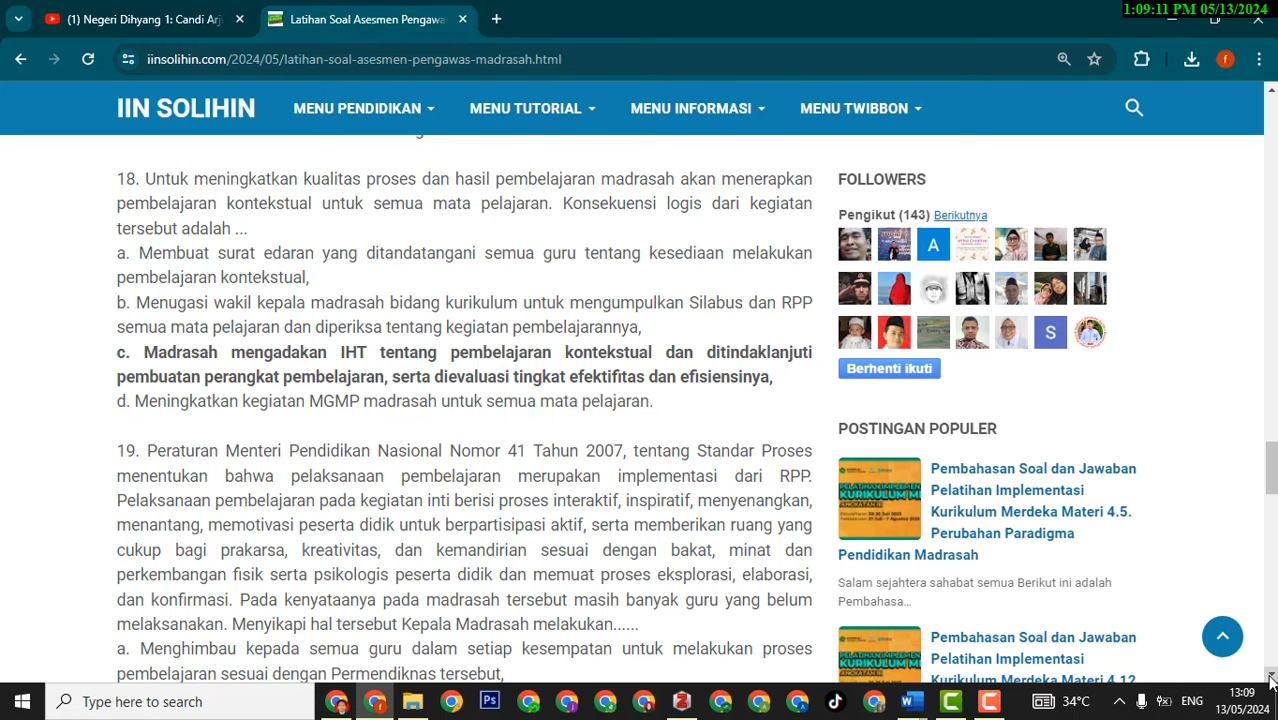 1:09:11 PM 05/13/2024
(1) Negeri Dihyang 1: Candi Arj
Latihan Soal Asesmen Pengawa
iinsolihin.com/2024/05/latihan-soal-asesmen-pengawas-madrasah.html
f
IIN SOLIHIN
MENU PENDIDIKAN
MENU TUTORIAL
MENU INFORMASI
MENU TWIBBON
18. Untuk meningkatkan kualitas proses dan hasil pembelajaran madrasah akan menerapkan
pembelajaran kontekstual untuk semua mata pelajaran. Konsekuensi logis dari kegiatan
tersebut adalah ...
a. Membuat surat edaran yang ditandatangani semua guru tentang kesediaan melakukan
pembelajaran kontekstual,
b. Menugasi wakil kepala madrasah bidang kurikulum untuk mengumpulkan Silabus dan RPP
semua mata pelajaran dan diperiksa tentang kegiatan pembelajarannya,
c. Madrasah mengadakan IHT tentang pembelajaran kontekstual dan ditindaklanjuti
pembuatan perangkat pembelajaran, serta dievaluasi tingkat efektifitas dan efisiensinya,
d. Meningkatkan kegiatan MGMP madrasah untuk semua mata pelajaran.
19. Peraturan Menteri Pendidikan Nasional Nomor 41 Tahun 2007, tentang Standar Proses
menentukan bahwa pelaksanaan pembelajaran merupakan implementasi dari RPP.
Pelaksanaan pembelajaran pada kegiatan inti berisi proses interaktif, inspiratif, menyenangkan,
menantang, memotivasi peserta didik untuk berpartisipasi aktif, serta memberikan ruang yang
cukup bagi prakarsa, kreativitas, dan kemandirian sesuai dengan bakat, minat dan
perkembangan fisik serta psikologis peserta didik dan memuat proses eksplorasi, elaborasi,
dan konfirmasi. Pada kenyataanya pada madrasah tersebut masih banyak guru yang belum
melaksanakan. Menyikapi hal tersebut Kepala Madrasah melakukan......
a. Menghimbau kepada semua guru dalam setiap kesempatan untuk melakukan proses
pembelajaran sesuai dengan Permendiknas tersebut,
FOLLOWERS
Pengikut (143) Berikutnya
A
S
Berhenti ikuti
POSTINGAN POPULER
Pembahasan Soal dan Jawaban
Pelatihan Implementasi
Kurikulum Merdeka Materi 4.5.
Perubahan Paradigma
Pendidikan Madrasah
Salam sejahtera sahabat semua Berikut ini adalah
Pembahasa…
Pembahasan Soal dan Jawaban
Pelatihan Implementasi
Kurikulum Merdeka Materi 4.12
Type here to search
Ps
34°C
ENG
13:09
13/05/2024